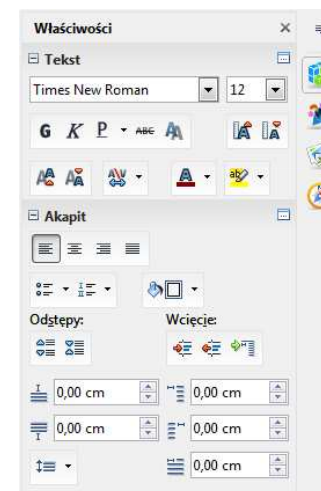 Właściwości
Tekst
Times New Roman 12
G K P ABC A
Akapit
Odstępy: Wcięcie:
0,00 cm 0,00 cm
0,00 cm 0,00 cm
0,00 cm